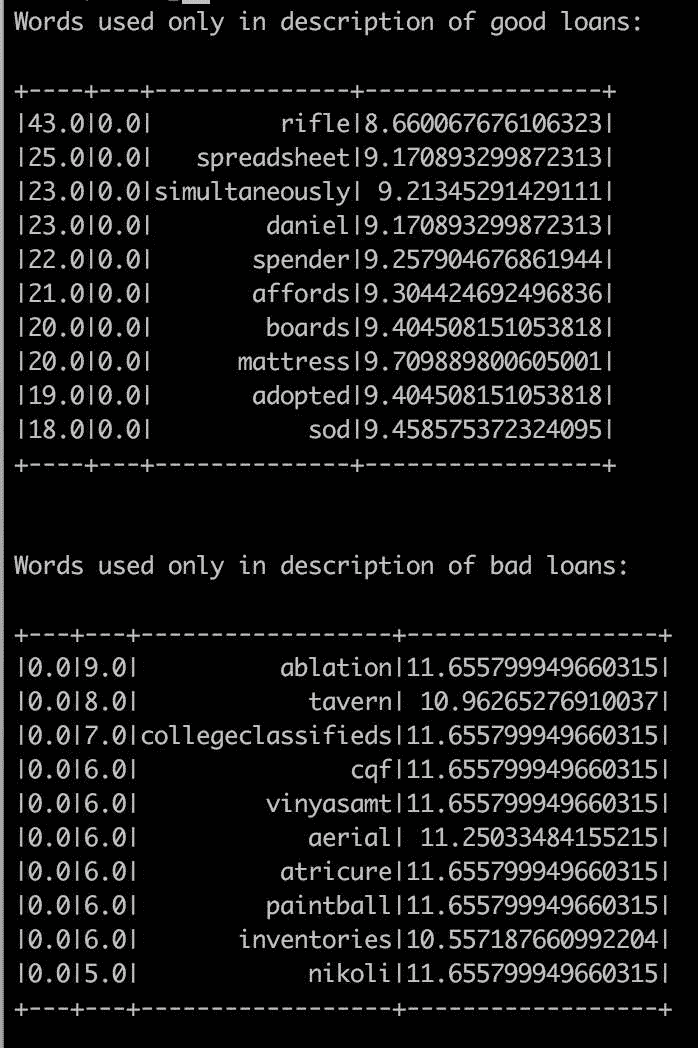 Words used only in description of good loans:
+----+---+--------------+-----------------+
|43.0|0.0|         rifle|8.660067676106323|
|25.0|0.0|   spreadsheet|9.170893299872313|
|23.0|0.0|simultaneously| 9.21345291429111|
|23.0|0.0|        daniel|9.170893299872313|
|22.0|0.0|       spender|9.257904676861944|
|21.0|0.0|       affords|9.304424692496836|
|20.0|0.0|        boards|9.404508151053818|
|20.0|0.0|      mattress|9.709889800605001|
|19.0|0.0|       adopted|9.404508151053818|
|18.0|0.0|           sod|9.458575372324095|
+----+---+--------------+-----------------+
Words used only in description of bad loans:
+---+---+------------------+------------------+
|0.0|9.0|          ablation|11.655799949660315|
|0.0|8.0|            tavern| 10.96265276910037|
|0.0|7.0|collegeclassifieds|11.655799949660315|
|0.0|6.0|               cqf|11.655799949660315|
|0.0|6.0|         vinyasamt|11.655799949660315|
|0.0|6.0|            aerial| 11.25033484155215|
|0.0|6.0|          atricure|11.655799949660315|
|0.0|6.0|         paintball|11.655799949660315|
|0.0|6.0|       inventories|10.557187660992204|
|0.0|5.0|            nikoli|11.655799949660315|
+---+---+------------------+------------------+